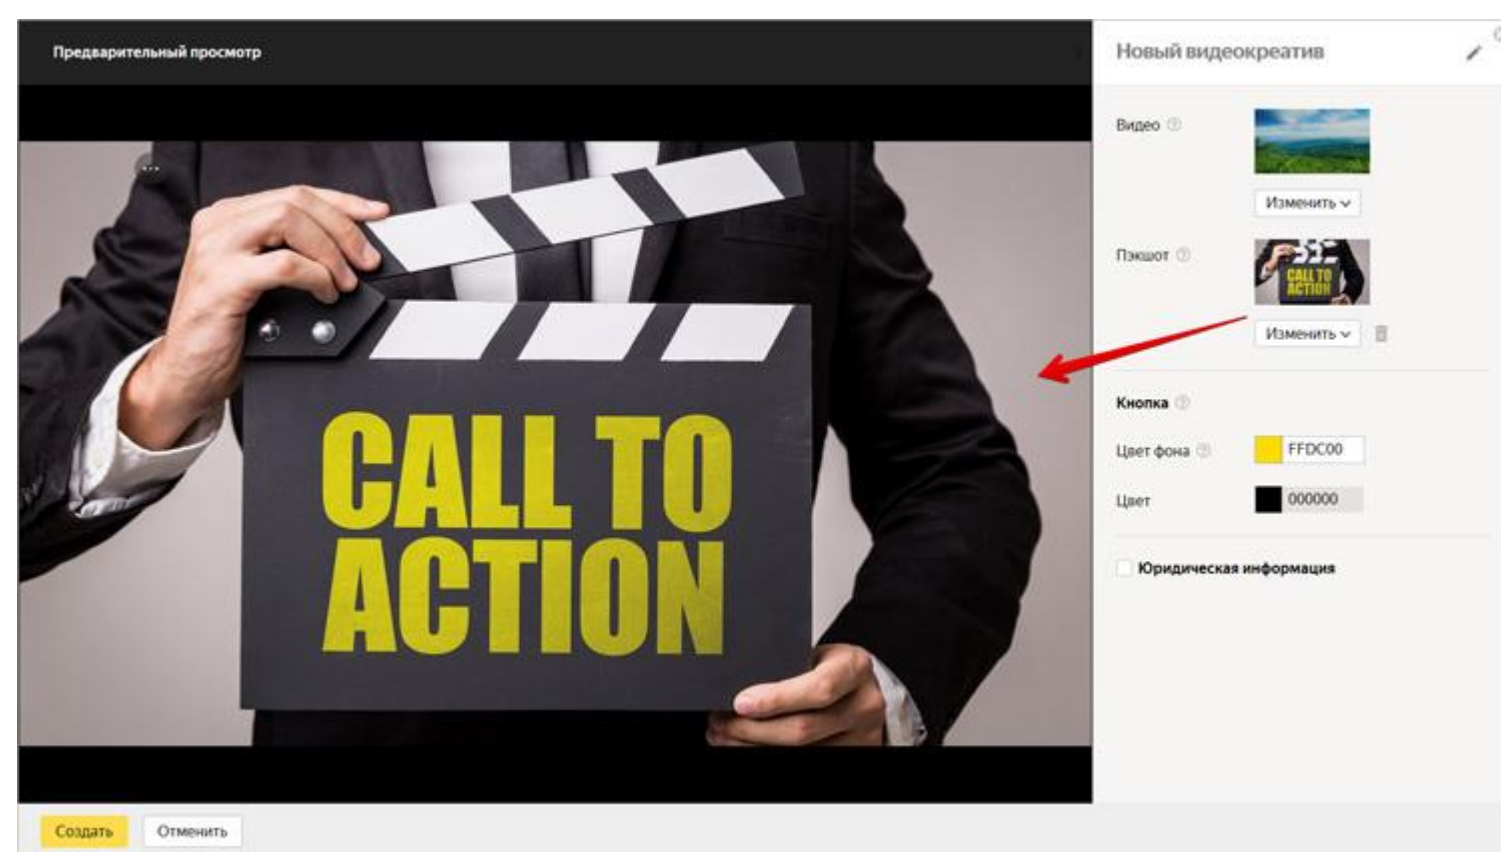 Предварительный просмотр
Новый видеокреатив
Видео
Изменить
Пэкшот
CALL TO
ACTION
Изменить
Кнопка
Цвет фона FFDC00
Цвет 000000
Юридическая информация
CALL TO
ACTION
Создать Отменить